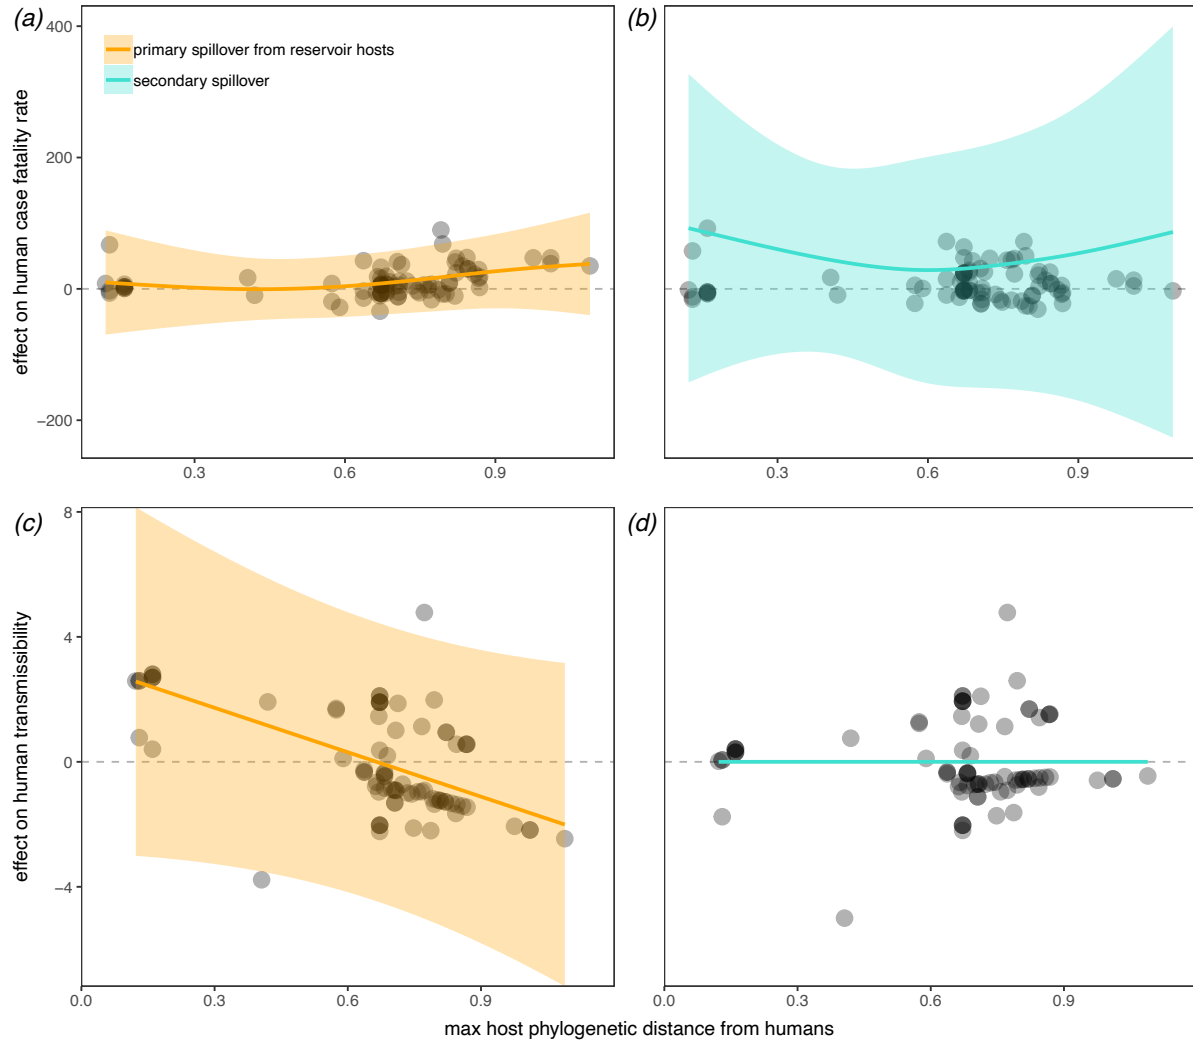 (a)
(b)
400
200
0
−200
effect on human case fatality rate
primary spillover from reservoir hosts
secondary spillover
0.3 0.6 0.9
0.3 0.6 0.9
(c)
(d)
8
4
0
−4
effect on human transmissibility
0.0 0.3 0.6 0.9
0.0 0.3 0.6 0.9
max host phylogenetic distance from humans